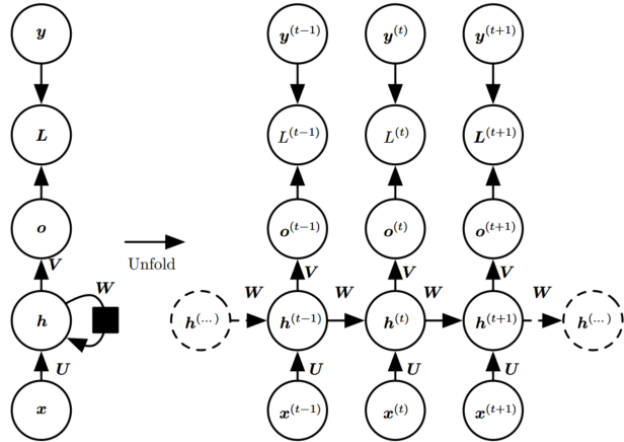 y y^(t−1) y^(t) y^(t+1)
L L^(t−1) L^(t) L^(t+1)
o o^(t−1) o^(t) o^(t+1)
Unfold
V V V V
W W W W W
h h^(...) h^(t−1) h^(t) h^(t+1) h^(...)
U U U U
x x^(t−1) x^(t) x^(t+1)